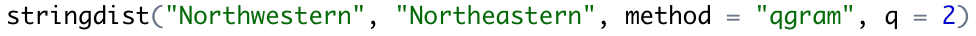 stringdist("Northwestern", "Northeastern", method = "qgram", q = 2)